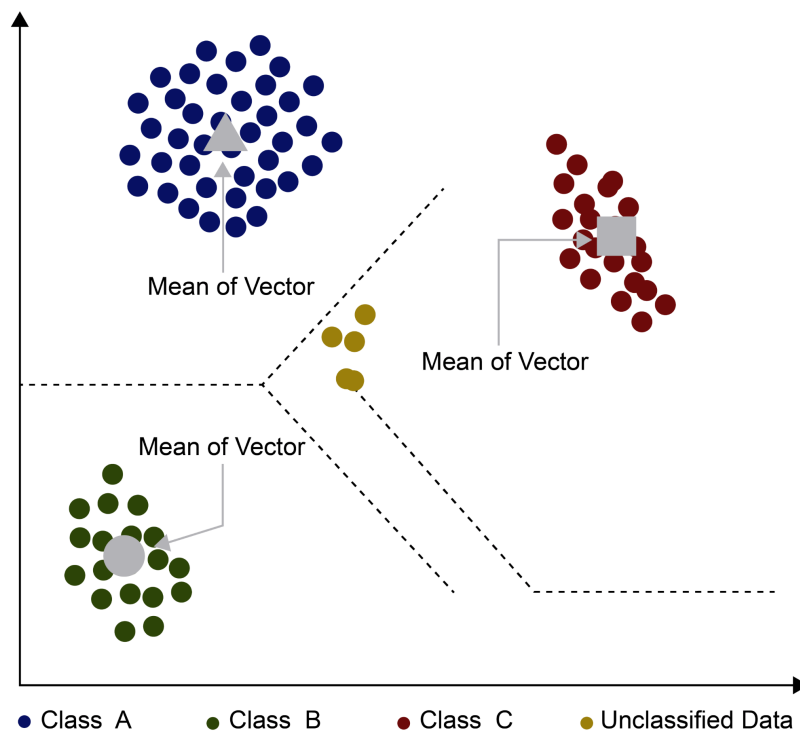 Mean of Vector
Mean of Vector
Mean of Vector
Class A
Class B
Class C
Unclassified Data